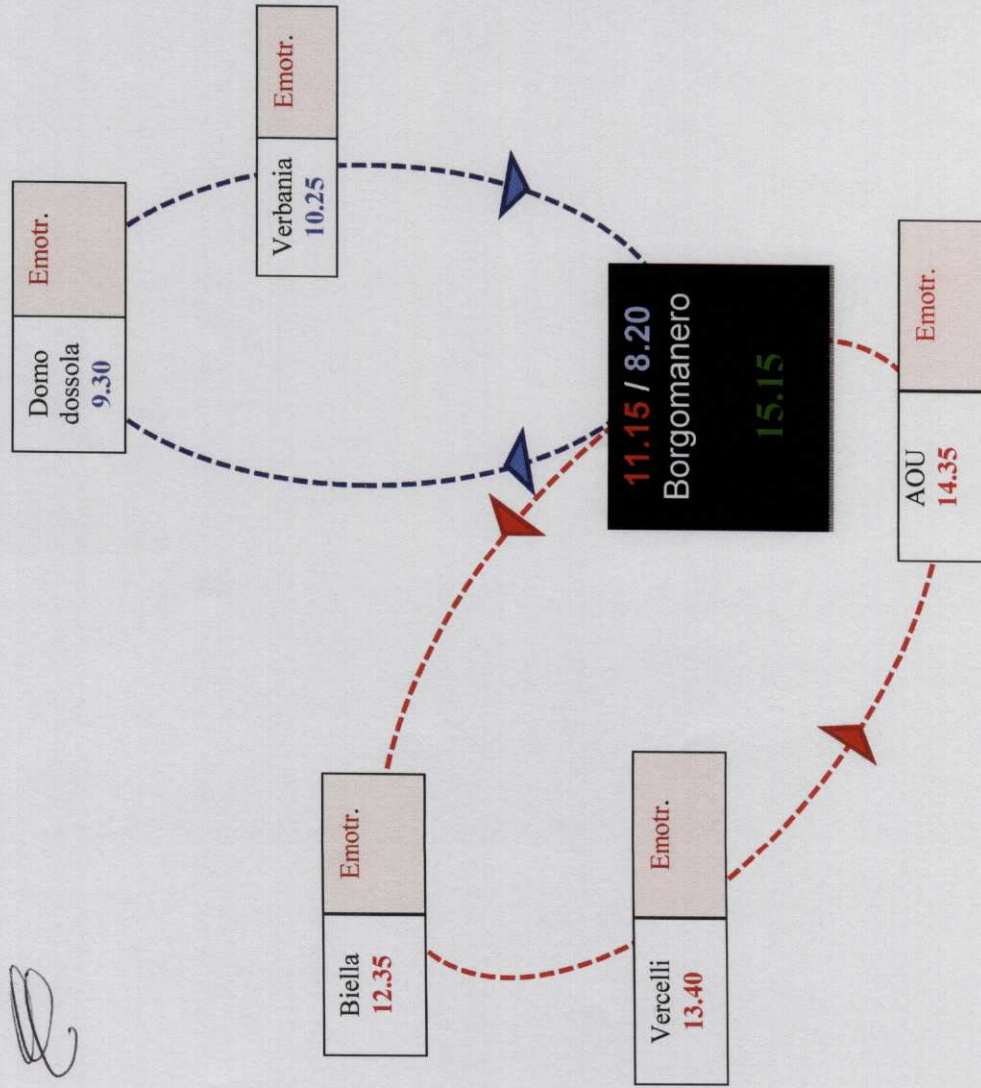 Domo
dossola
9.30
Emotr.
Verbania
10.25
Emotr.
Biella
12.35
Emotr.
11.15 / 8.20
Borgomanero
15.15
Vercelli
13.40
Emotr.
AOU
14.35
Emotr.